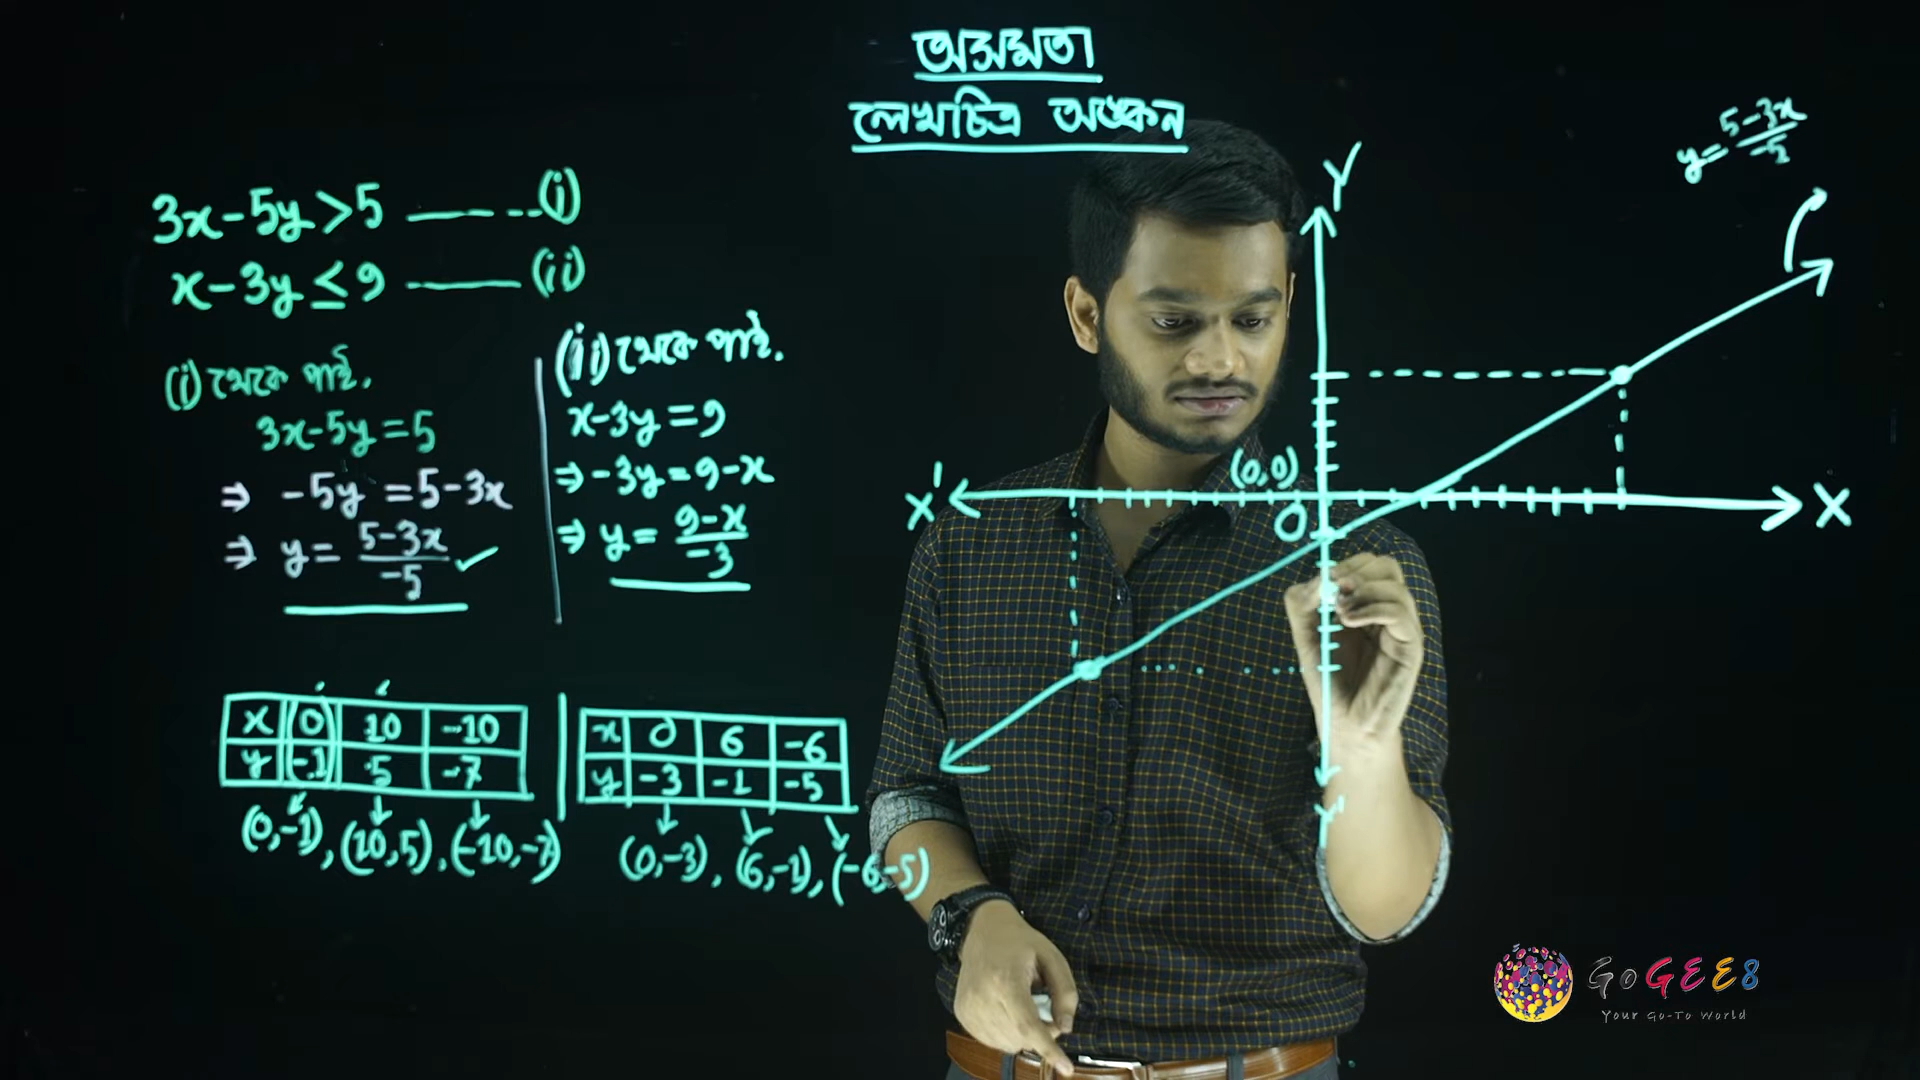 অসমতা
লেখচিত্র অঙ্কন
3x-5y>5 -------(i)
x-3y≤9 -------(ii)
(i) থেকে পাই,
3x-5y=5
⇒ -5y=5-3x
⇒ y= 5-3x/-5 ✓
(ii) থেকে পাই,
x-3y=9
⇒ -3y=9-x
⇒ y= 9-x/-3
x 0 10 -10
y -1 5 -7
(0,-1), (10,5), (-10,-7)
x 0 6 -6
y -3 -1 -5
(0,-3), (6,-1), (-6,-5)
y= 5-3x/-5
Y
(0,0)
X'
O
X
Y'
GoGEE8
Your Go-To World